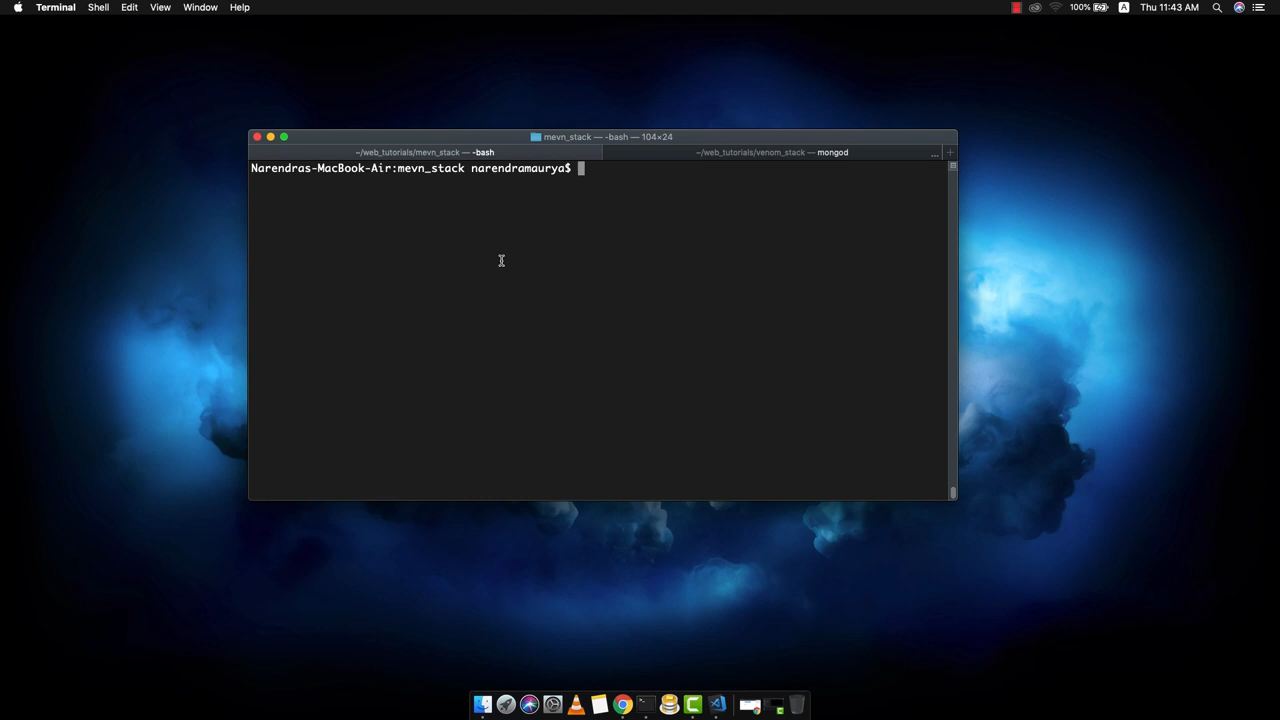 Terminal Shell Edit View Window Help 100% A Thu 11:43 AM
mevn_stack — -bash — 104×24
~/web_tutorials/mevn_stack — -bash ~/web_tutorials/venom_stack — mongod ... +
Narendras-MacBook-Air:mevn_stack narendramaurya$